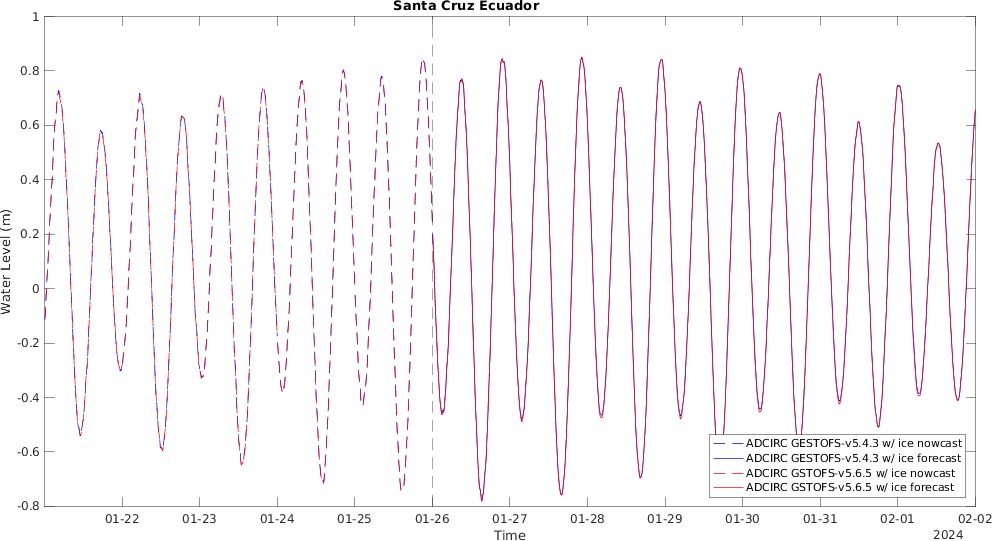 Santa Cruz Ecuador
1
0.8
0.6
0.4
0.2
0
-0.2
-0.4
-0.6
-0.8
Water Level (m)
ADCIRC GESTOFS-v5.4.3 w/ ice nowcast
ADCIRC GESTOFS-v5.4.3 w/ ice forecast
ADCIRC GSTOFS-v5.6.5 w/ ice nowcast
ADCIRC GSTOFS-v5.6.5 w/ ice forecast
01-22 01-23 01-24 01-25 01-26 01-27 01-28 01-29 01-30 01-31 02-01 02-02
Time
2024